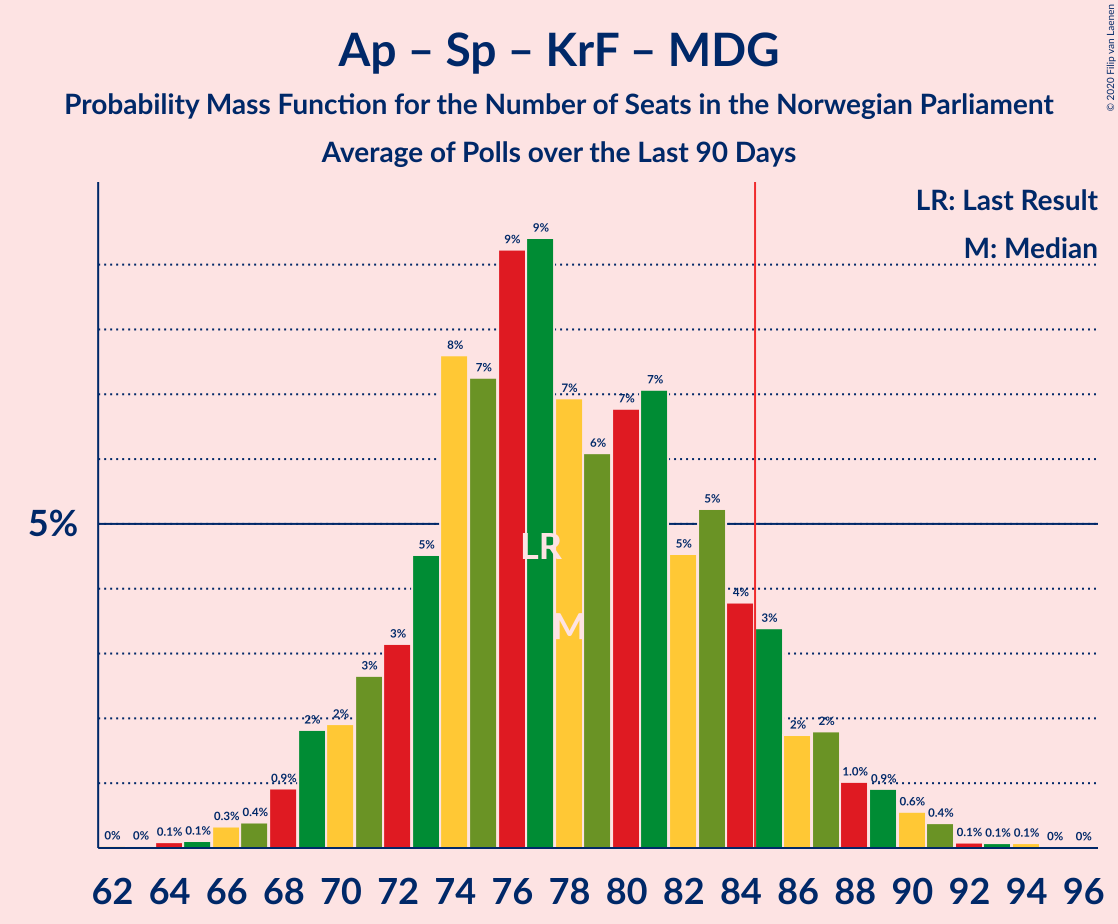 Ap – Sp – KrF – MDG
Probability Mass Function for the Number of Seats in the Norwegian Parliament
Average of Polls over the Last 90 Days
© 2020 Filip van Laenen
LR: Last Result
M: Median
5%
0% 0% 0.1% 0.1% 0.3% 0.4% 0.9% 2% 2% 3% 3% 5% 8% 7% 9% 9% 7% 6% 7% 7% 5% 5% 4% 3% 2% 2% 1.0% 0.9% 0.6% 0.4% 0.1% 0.1% 0.1% 0% 0%
LR
M
62 64 66 68 70 72 74 76 78 80 82 84 86 88 90 92 94 96